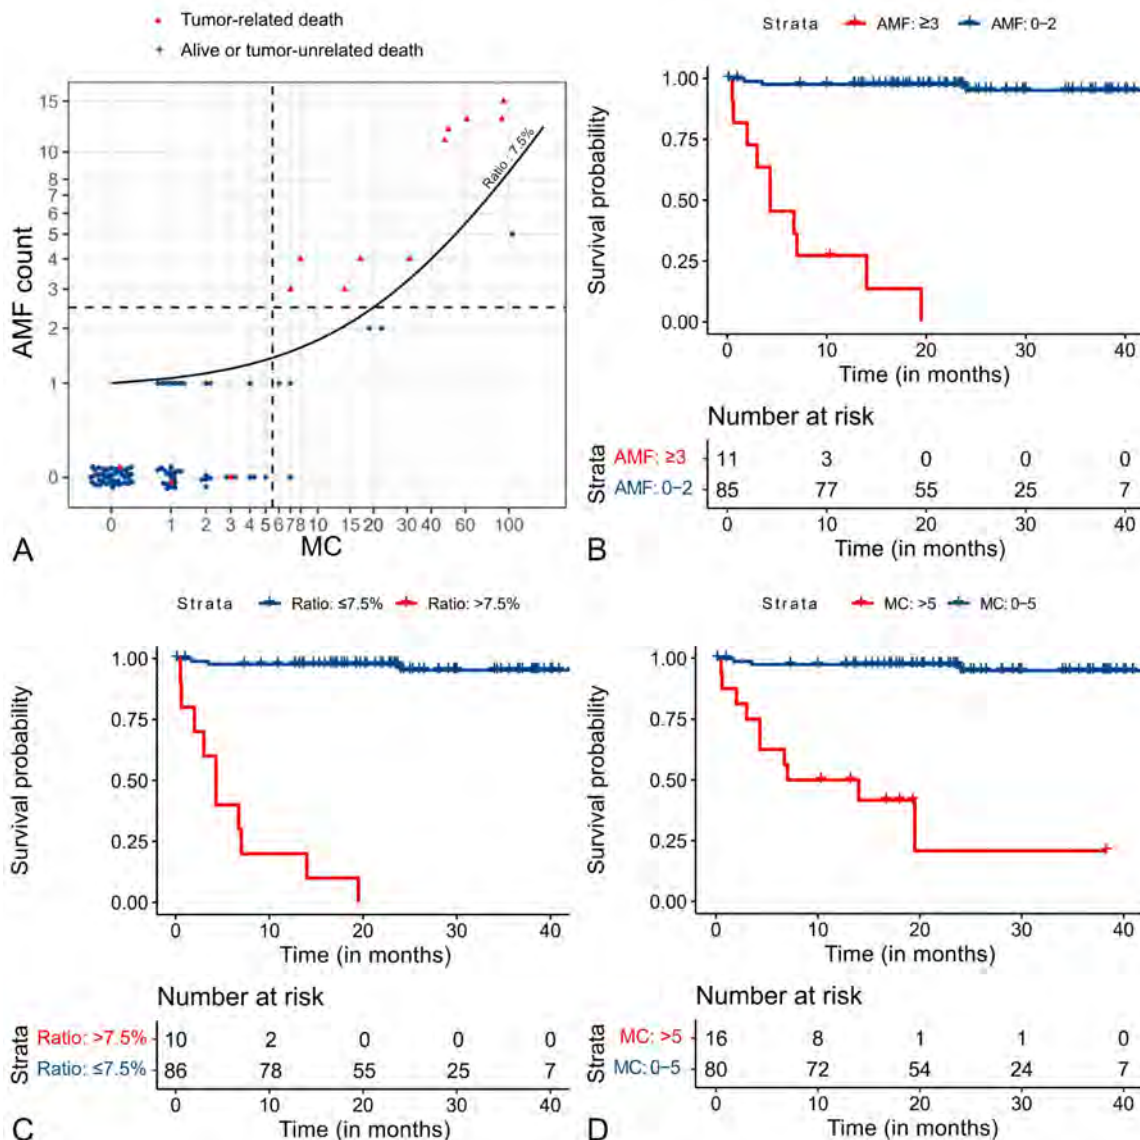 Tumor-related death
Alive or tumor-unrelated death
15
10
8
7
6
5
4
3
2
1
0
AMF count
Ratio: 7.5%
0 1 2 3 4 5 6 7 8 10 15 20 30 40 60 100
MC
A
Strata AMF: ≥3 AMF: 0-2
1.00
0.75
0.50
0.25
0.00
Survival probability
0 10 20 30 40
Time (in months)
Number at risk
Strata
AMF: ≥3 11 3 0 0 0
AMF: 0-2 85 77 55 25 7
0 10 20 30 40
Time (in months)
B
Strata Ratio: ≤7.5% Ratio: >7.5%
1.00
0.75
0.50
0.25
0.00
Survival probability
0 10 20 30 40
Time (in months)
Number at risk
Strata
Ratio: >7.5% 10 2 0 0 0
Ratio: ≤7.5% 86 78 55 25 7
0 10 20 30 40
Time (in months)
C
Strata MC: >5 MC: 0-5
1.00
0.75
0.50
0.25
0.00
Survival probability
0 10 20 30 40
Time (in months)
Number at risk
Strata
MC: >5 16 8 1 1 0
MC: 0-5 80 72 54 24 7
0 10 20 30 40
Time (in months)
D